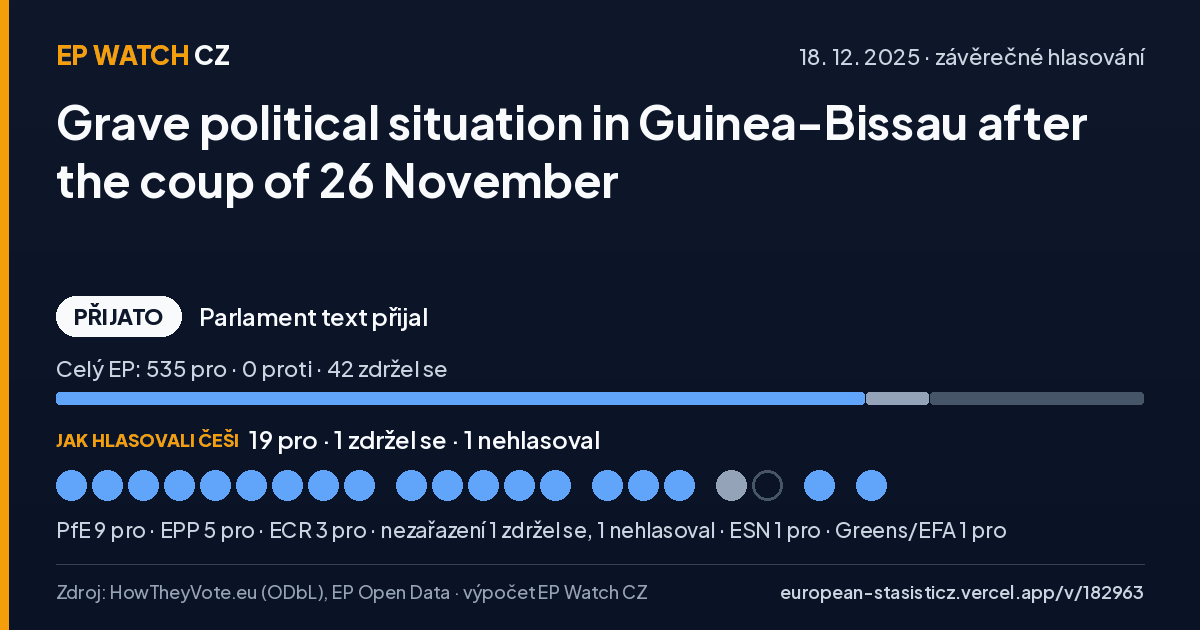 EP WATCH CZ
18. 12. 2025 · závěrečné hlasování
Grave political situation in Guinea-Bissau after
the coup of 26 November
PŘIJATO Parlament text přijal
Celý EP: 535 pro · 0 proti · 42 zdržel se
JAK HLASOVALI ČEŠI 19 pro · 1 zdržel se · 1 nehlasoval
PfE 9 pro · EPP 5 pro · ECR 3 pro · nezařazení 1 zdržel se, 1 nehlasoval · ESN 1 pro · Greens/EFA 1 pro
Zdroj: HowTheyVote.eu (ODbL), EP Open Data · výpočet EP Watch CZ
european-stasisticz.vercel.app/v/182963